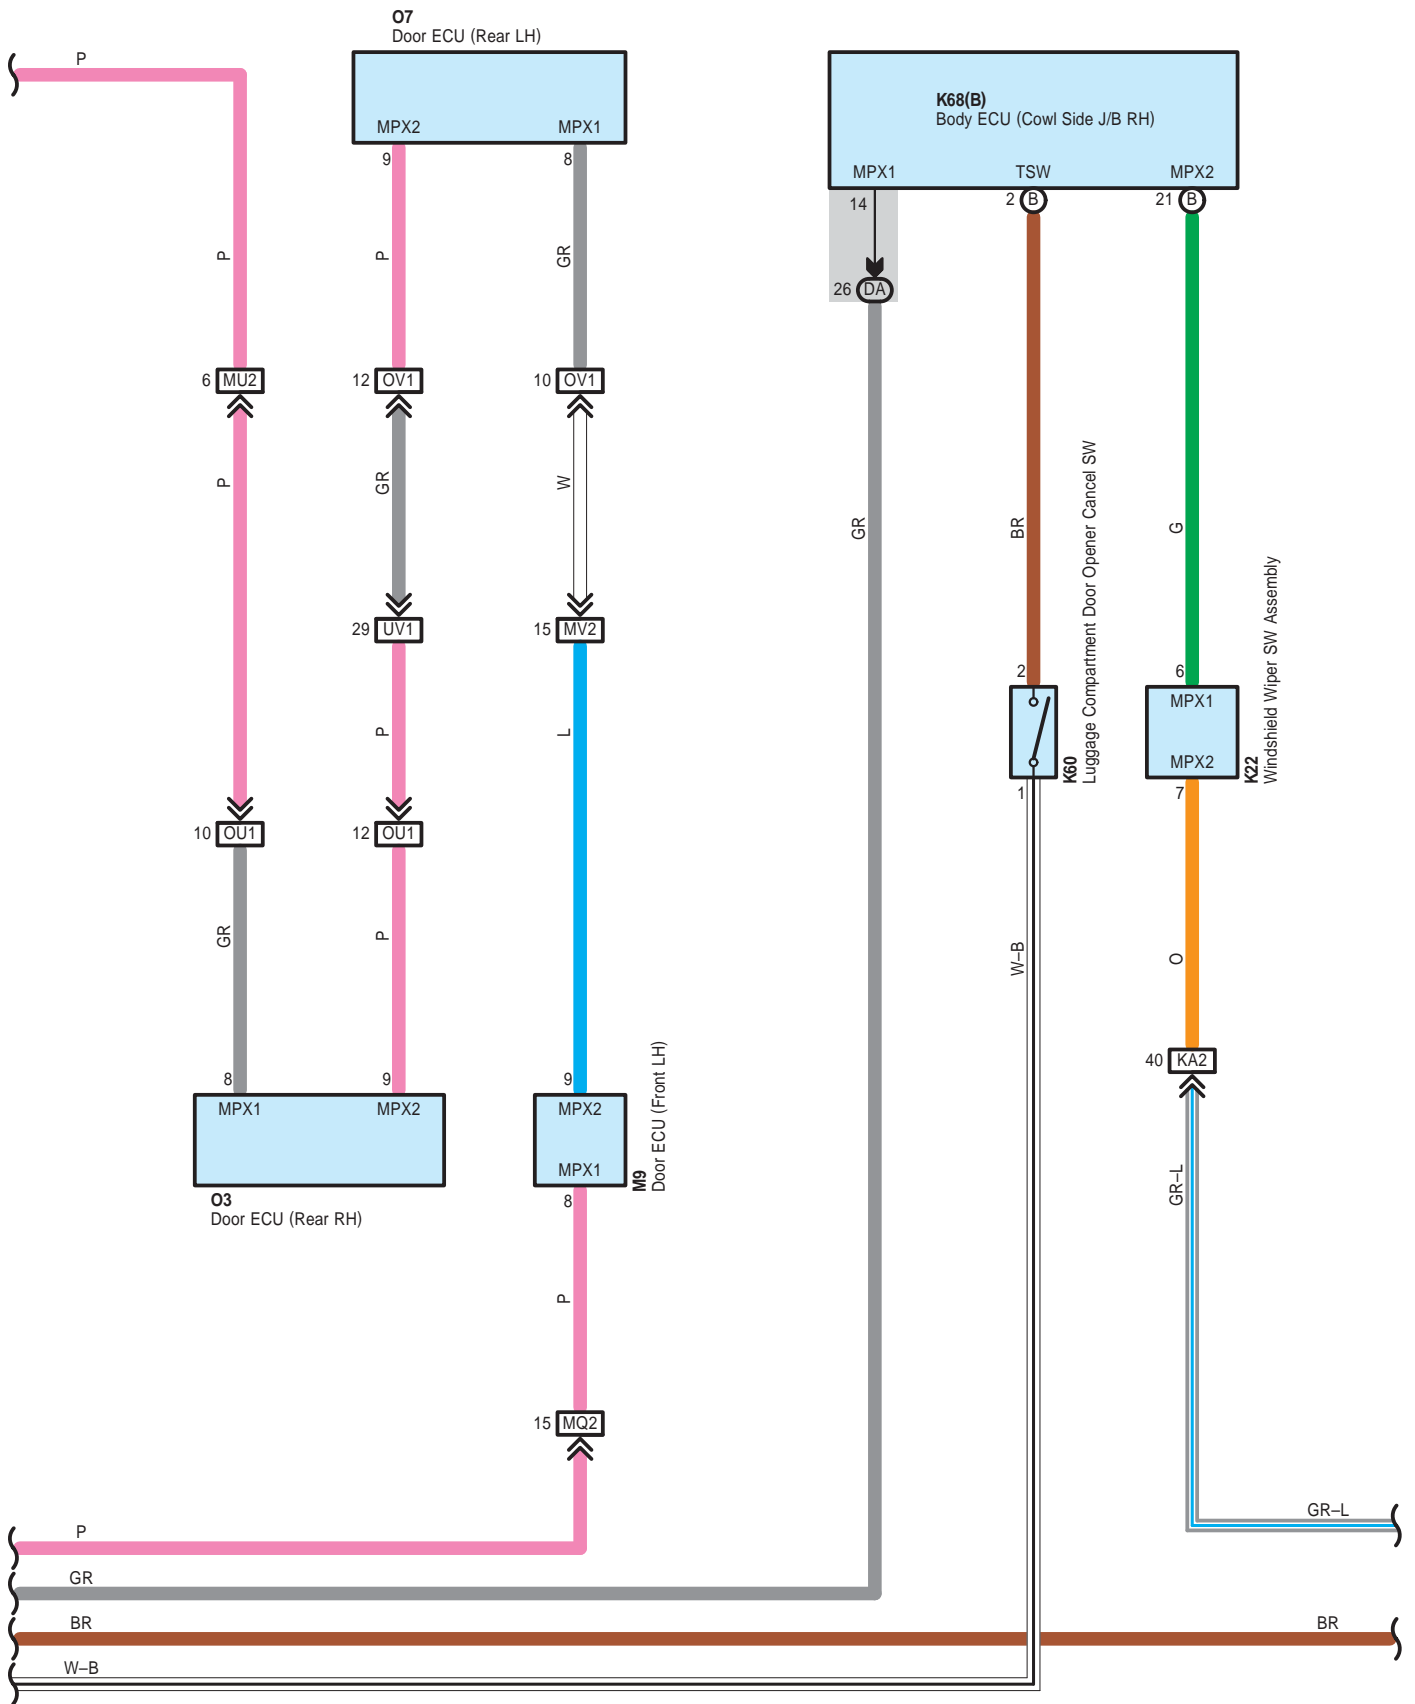 O7
Door ECU (Rear LH)
P
K68(B)
Body ECU (Cowl Side J/B RH)
MPX2
MPX1
9
8
MPX1
TSW
MPX2
14
2
B
21
B
P
P
GR
26
DA
6
MU2
12
OV1
10
OV1
P
GR
W
GR
BR
G
Luggage Compartment Door Opener Cancel SW
K60
Windshield Wiper SW Assembly
K22
29
UV1
15
MV2
2
6
MPX1
P
L
MPX2
1
7
10
OU1
12
OU1
GR
P
W–B
O
40
KA2
8
9
9
MPX1
MPX2
MPX2
MPX1
M9
Door ECU (Front LH)
8
O3
Door ECU (Rear RH)
GR–L
P
15
MQ2
GR–L
P
GR
BR
BR
W–B